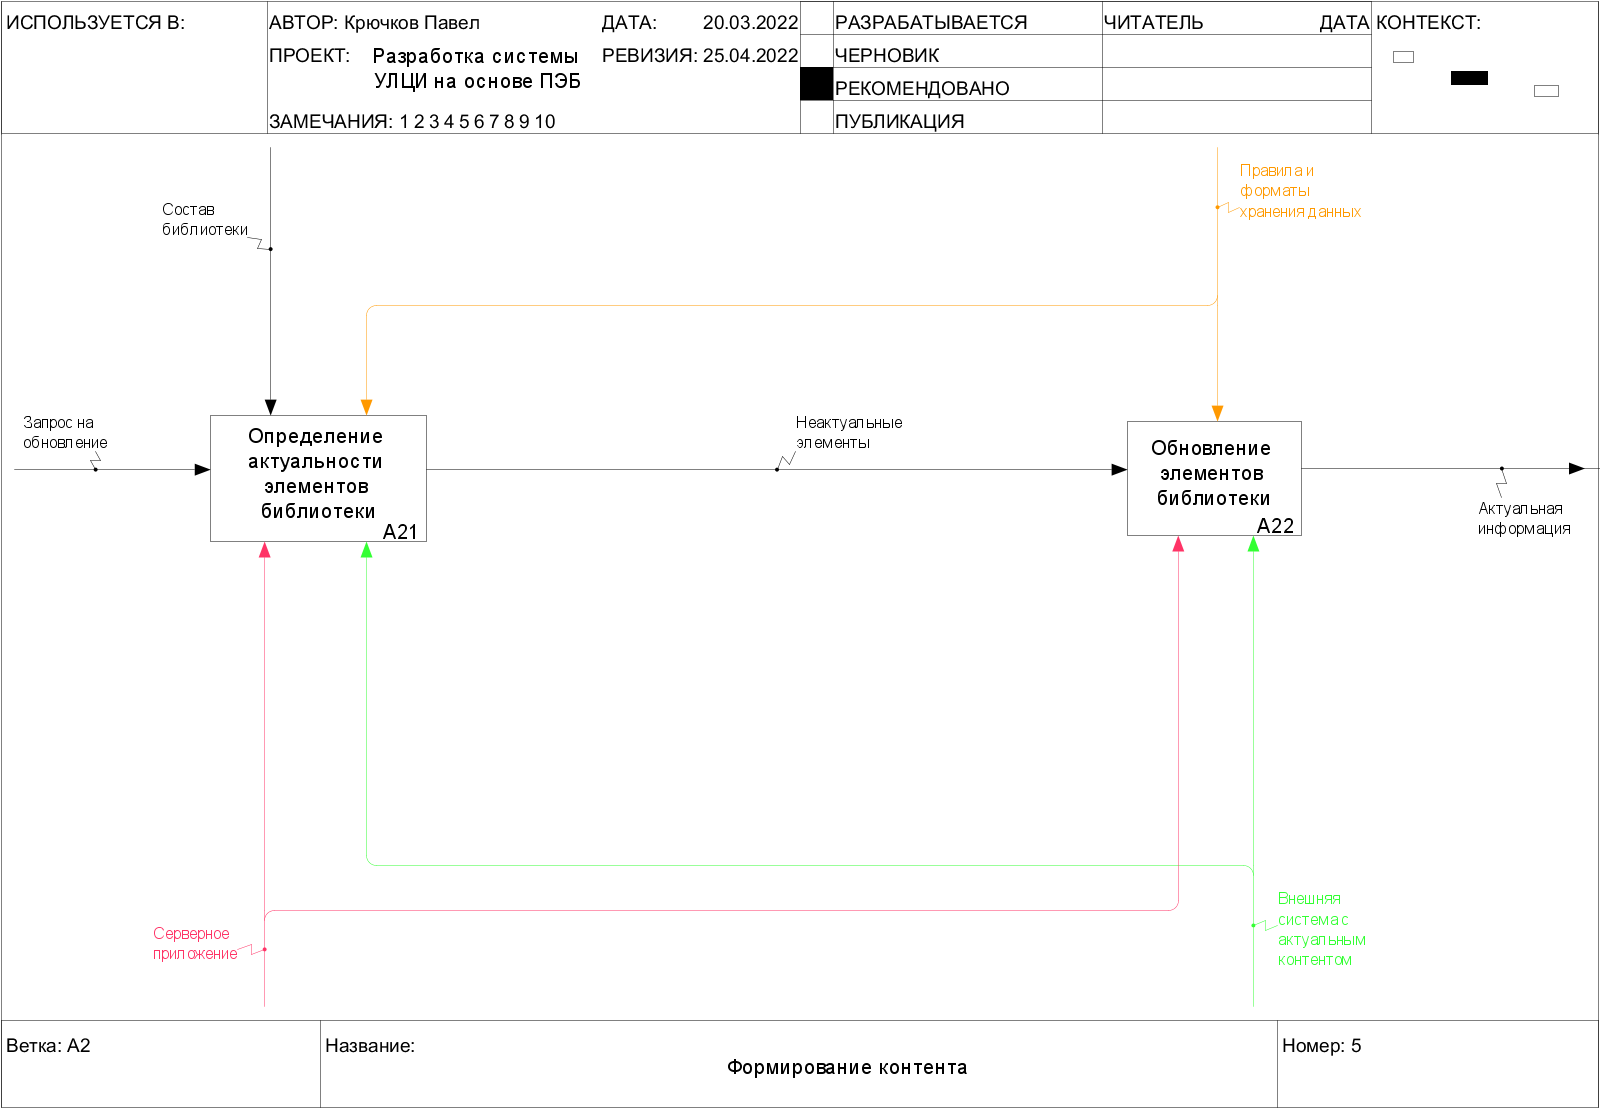 ИСПОЛЬЗУЕТСЯ В:
АВТОР: Крючков Павел
ДАТА: 20.03.2022
ПРОЕКТ: Разработка системы
УЛЦИ на основе ПЭБ
РЕВИЗИЯ: 25.04.2022
ЗАМЕЧАНИЯ: 1 2 3 4 5 6 7 8 9 10
РАЗРАБАТЫВАЕТСЯ
ЧЕРНОВИК
РЕКОМЕНДОВАНО
ПУБЛИКАЦИЯ
ЧИТАТЕЛЬ ДАТА
КОНТЕКСТ:
Правила и
форматы
хранения данных
Состав
библиотеки
Запрос на
обновление
Определение
актуальности
элементов
библиотеки
A21
Неактуальные
элементы
Обновление
элементов
библиотеки
A22
Актуальная
информация
Серверное
приложение
Внешняя
система с
актуальным
контентом
Ветка: A2
Название:
Формирование контента
Номер: 5